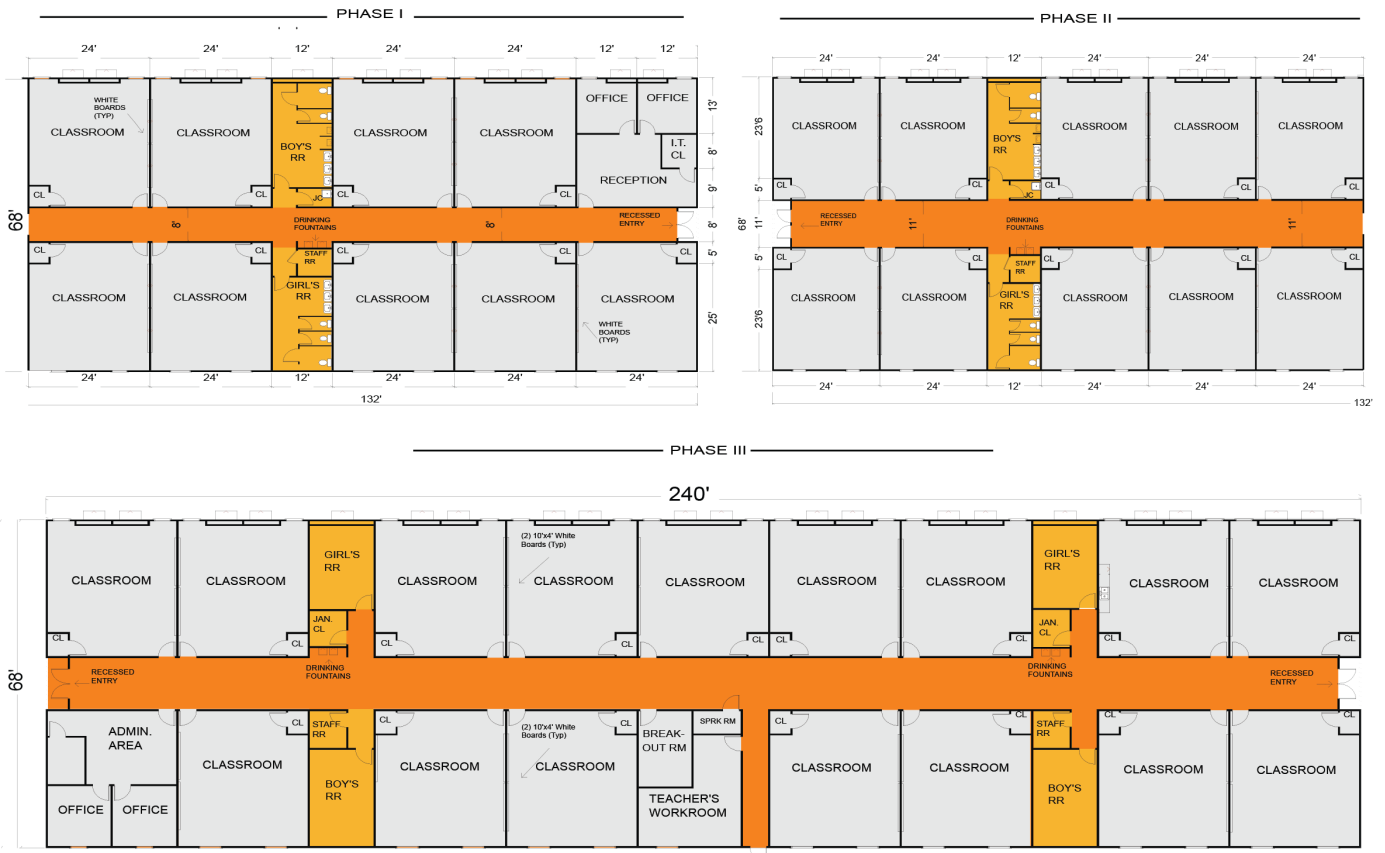 PHASE I
24'
24'
12'
24'
24'
12'
12'
WHITE
BOARDS
(TYP)
CLASSROOM
CLASSROOM
BOY'S
RR
CLASSROOM
CLASSROOM
OFFICE
OFFICE
13'
I.T.
CL
8'
RECEPTION
9'
CL
CL
JC
CL
CL
68'
8'
DRINKING
FOUNTAINS
8'
RECESSED
ENTRY
8'
CL
CL
STAFF
RR
CL
CL
CL
5'
CLASSROOM
CLASSROOM
GIRL'S
RR
CLASSROOM
CLASSROOM
CLASSROOM
WHITE
BOARDS
(TYP)
25'
24'
24'
12'
24'
24'
24'
132'
PHASE II
24'
24'
12'
24'
24'
24'
23'6
CLASSROOM
CLASSROOM
BOY'S
RR
CLASSROOM
CLASSROOM
CLASSROOM
5'
CL
CL
JC
CL
CL
CL
68'
11'
RECESSED
ENTRY
11'
DRINKING
FOUNTAINS
11'
5'
CL
CL
STAFF
RR
CL
CL
CL
23'6
CLASSROOM
CLASSROOM
GIRL'S
RR
CLASSROOM
CLASSROOM
CLASSROOM
24'
24'
12'
24'
24'
24'
132'
PHASE III
240'
CLASSROOM
CLASSROOM
GIRL'S
RR
CLASSROOM
(2) 10'x4' White
Boards (Typ)
CLASSROOM
CLASSROOM
CLASSROOM
CLASSROOM
GIRL'S
RR
CLASSROOM
CLASSROOM
CL
CL
JAN.
CL
CL
CL
CL
CL
CL
JAN.
CL
CL
CL
68'
RECESSED
ENTRY
DRINKING
FOUNTAINS
DRINKING
FOUNTAINS
RECESSED
ENTRY
ADMIN.
AREA
CL
STAFF
RR
CL
(2) 10'x4' White
Boards (Typ)
CL
BREAK-
OUT RM
SPRK RM
CL
CL
STAFF
RR
CL
CL
CLASSROOM
BOY'S
RR
CLASSROOM
CLASSROOM
TEACHER'S
WORKROOM
CLASSROOM
CLASSROOM
BOY'S
RR
CLASSROOM
CLASSROOM
OFFICE
OFFICE